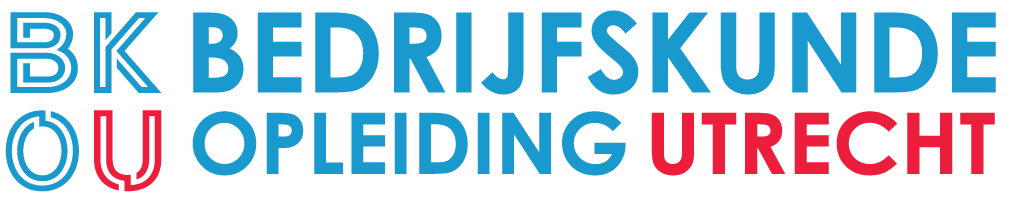 BK BEDRIJFSKUNDE
OU OPLEIDING UTRECHT